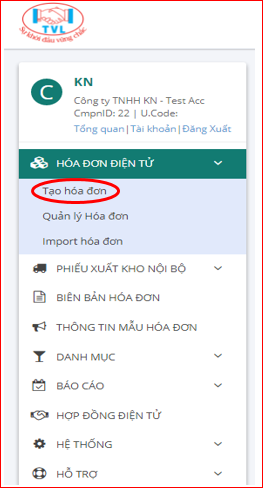 TVL
Sự khởi đầu vững chắc
C
KN
Công ty TNHH KN - Test Acc
CmpnID: 22 | U.Code:
Tổng quan|Tài khoản|Đăng Xuất
HÓA ĐƠN ĐIỆN TỬ
Tạo hóa đơn
Quản lý Hóa đơn
Import hóa đơn
PHIẾU XUẤT KHO NỘI BỘ
BIÊN BẢN HÓA ĐƠN
THÔNG TIN MẪU HÓA ĐƠN
DANH MỤC
BÁO CÁO
HỢP ĐỒNG ĐIỆN TỬ
HỆ THỐNG
HỖ TRỢ